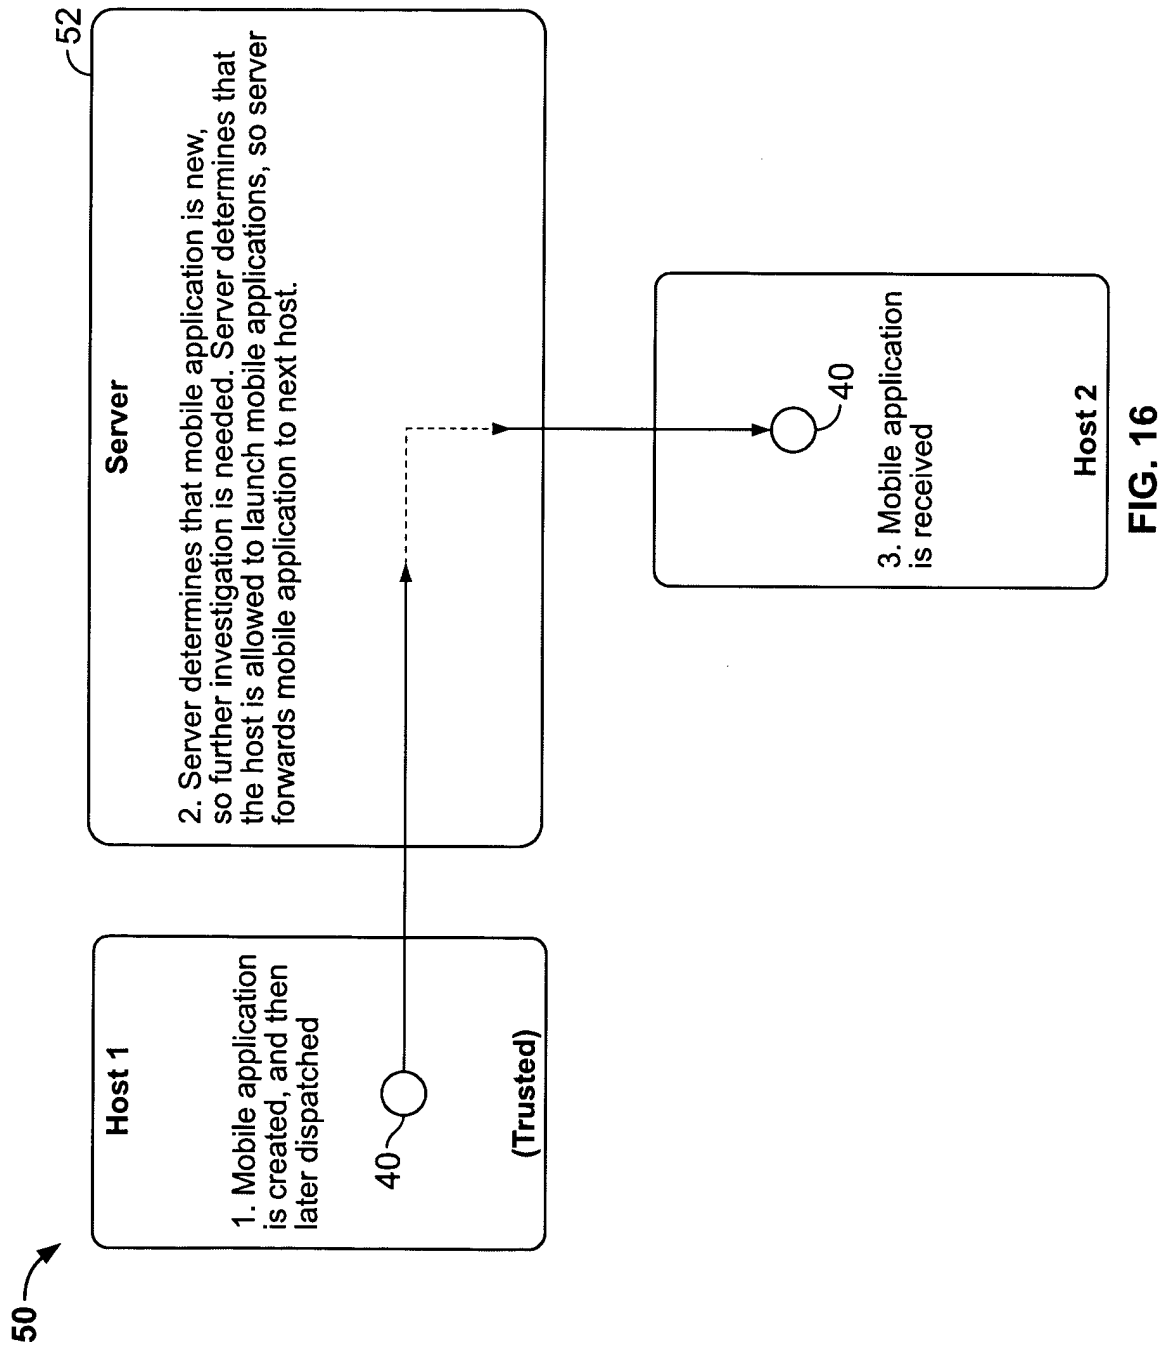 50
Host 1
1. Mobile application
is created, and then
later dispatched
40
(Trusted)
Server
52
2. Server determines that mobile application is new,
so further investigation is needed. Server determines that
the host is allowed to launch mobile applications, so server
forwards mobile application to next host.
40
3. Mobile application
is received
Host 2
FIG. 16